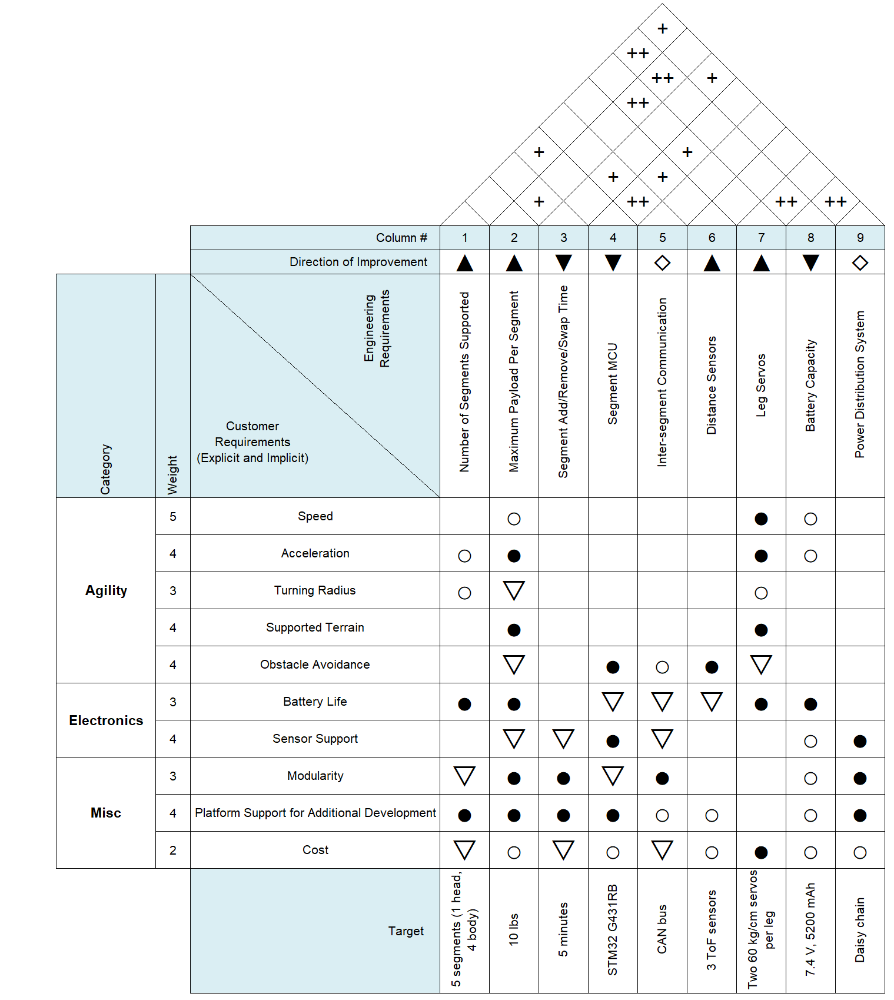 +
++
++ +
++
+ +
+ +
+ ++ ++ ++
Column # 1 2 3 4 5 6 7 8 9
Direction of Improvement ▲ ▲ ▼ ▼ ◇ ▲ ▲ ▼ ◇
Category
Weight
Engineering
Requirements
Customer
Requirements
(Explicit and Implicit)
Number of Segments Supported
Maximum Payload Per Segment
Segment Add/Remove/Swap Time
Segment MCU
Inter-segment Communication
Distance Sensors
Leg Servos
Battery Capacity
Power Distribution System
Agility
5 Speed ○ ● ○
4 Acceleration ○ ● ● ○
3 Turning Radius ○ ▽ ○
4 Supported Terrain ● ●
4 Obstacle Avoidance ▽ ● ○ ● ▽
Electronics
3 Battery Life ● ● ▽ ▽ ▽ ● ●
4 Sensor Support ▽ ▽ ● ▽ ○ ●
Misc
3 Modularity ▽ ● ● ▽ ● ○ ●
4 Platform Support for Additional Development ● ● ● ● ○ ○ ○ ●
2 Cost ▽ ○ ▽ ○ ▽ ○ ● ○ ○
Target
5 segments (1 head,
4 body)
10 lbs
5 minutes
STM32 G431RB
CAN bus
3 ToF sensors
Two 60 kg/cm servos
per leg
7.4 V, 5200 mAh
Daisy chain